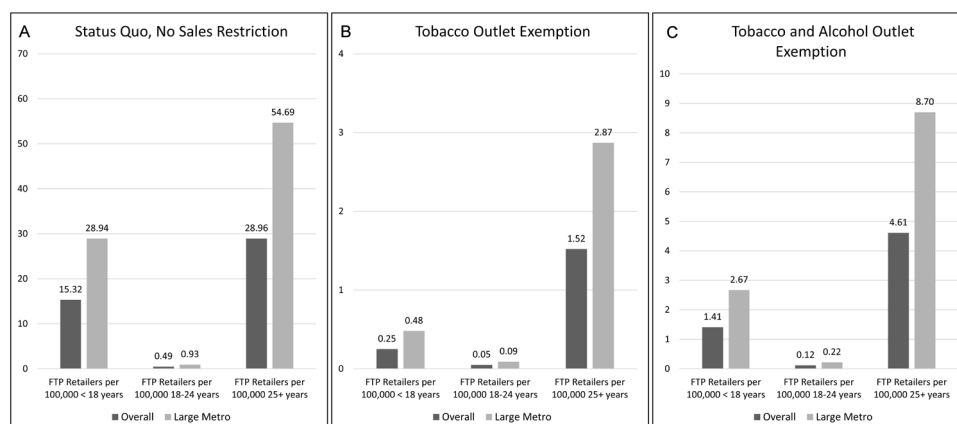 A
Status Quo, No Sales Restriction
70
60
50
40
30
20
10
0
15.32
28.94
0.49
0.93
28.96
54.69
FTP Retailers per
100,000 < 18 years
FTP Retailers per
100,000 18-24 years
FTP Retailers per
100,000 25+ years
Overall
Large Metro
B
Tobacco Outlet Exemption
4
3
2
1
0
0.25
0.48
0.05
0.09
1.52
2.87
FTP Retailers per
100,000 < 18 years
FTP Retailers per
100,000 18-24 years
FTP Retailers per
100,000 25+ years
Overall
Large Metro
C
Tobacco and Alcohol Outlet
Exemption
10
9
8
7
6
5
4
3
2
1
0
1.41
2.67
0.12
0.22
4.61
8.70
FTP Retailers per
100,000 < 18 years
FTP Retailers per
100,000 18-24 years
FTP Retailers per
100,000 25+ years
Overall
Large Metro